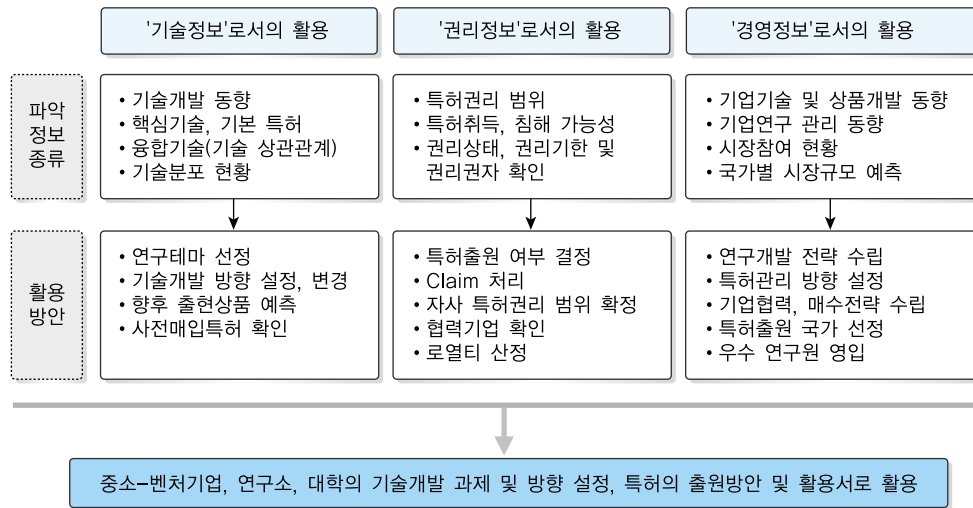 '기술정보'로서의 활용
'권리정보'로서의 활용
'경영정보'로서의 활용
파악
정보
종류
• 기술개발 동향
• 핵심기술, 기본 특허
• 융합기술(기술 상관관계)
• 기술분포 현황
• 특허권리 범위
• 특허취득, 침해 가능성
• 권리상태, 권리기한 및
권리권자 확인
• 기업기술 및 상품개발 동향
• 기업연구 관리 동향
• 시장참여 현황
• 국가별 시장규모 예측
활용
방안
• 연구테마 선정
• 기술개발 방향 설정, 변경
• 향후 출현상품 예측
• 사전매입특허 확인
• 특허출원 여부 결정
• Claim 처리
• 자사 특허권리 범위 확정
• 협력기업 확인
• 로열티 산정
• 연구개발 전략 수립
• 특허관리 방향 설정
• 기업협력, 매수전략 수립
• 특허출원 국가 선정
• 우수 연구원 영입
중소–벤처기업, 연구소, 대학의 기술개발 과제 및 방향 설정, 특허의 출원방안 및 활용서로 활용